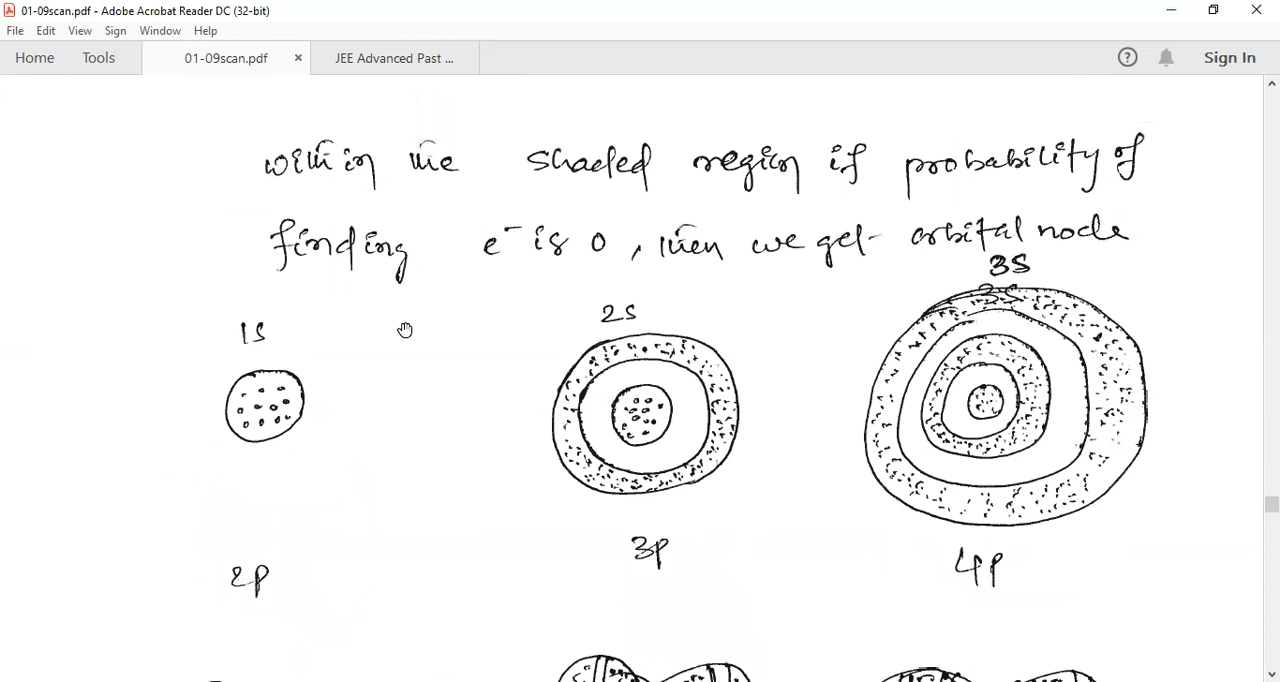 01-09scan.pdf - Adobe Acrobat Reader DC (32-bit)
File Edit View Sign Window Help
Home Tools 01-09scan.pdf × JEE Advanced Past ... Sign In
within the shaded region if probability of
finding e⁻ is 0, then we get orbital node
3S
1S 2S 3S
2p 3p 4p